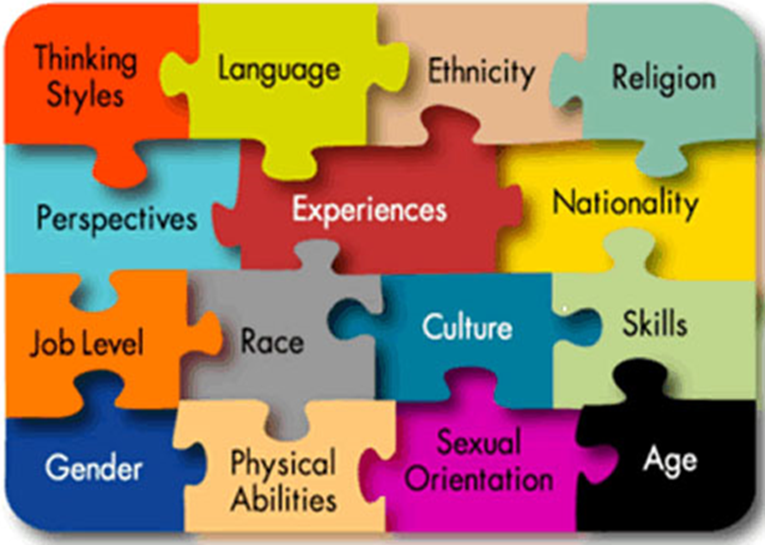 Thinking
Styles
Language
Ethnicity
Religion
Perspectives
Experiences
Nationality
Job Level
Race
Culture
Skills
Gender
Physical
Abilities
Sexual
Orientation
Age